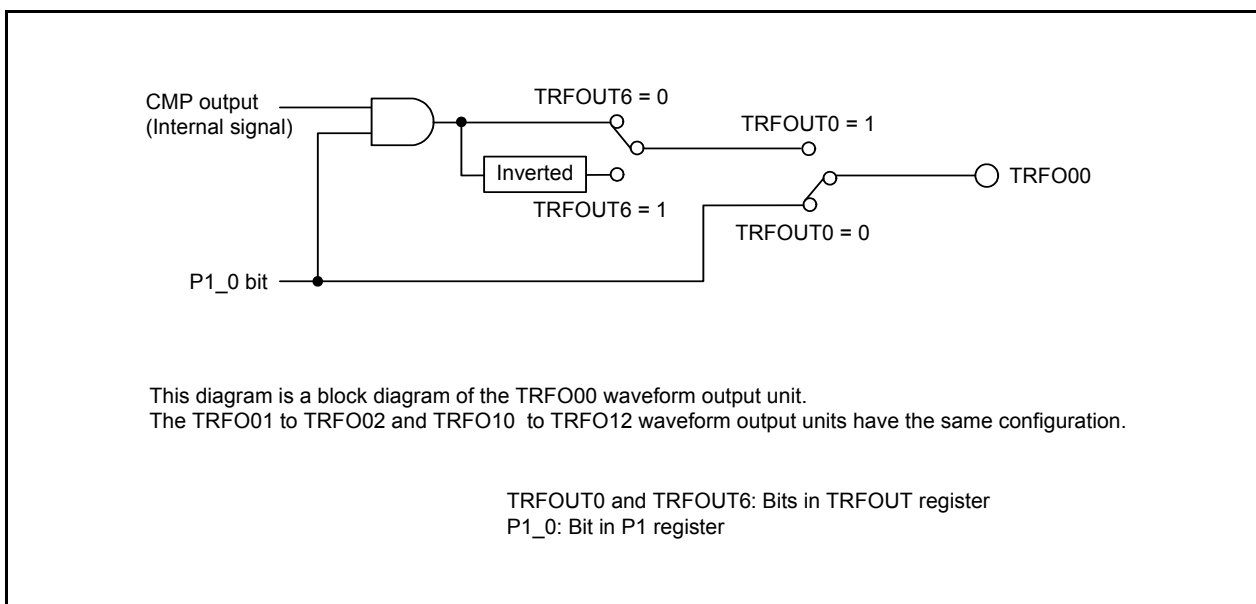 CMP output
(Internal signal)
TRFOUT6 = 0
TRFOUT0 = 1
Inverted
TRFO00
TRFOUT6 = 1
TRFOUT0 = 0
P1_0 bit
This diagram is a block diagram of the TRFO00 waveform output unit.
The TRFO01 to TRFO02 and TRFO10 to TRFO12 waveform output units have the same configuration.
TRFOUT0 and TRFOUT6: Bits in TRFOUT register
P1_0: Bit in P1 register